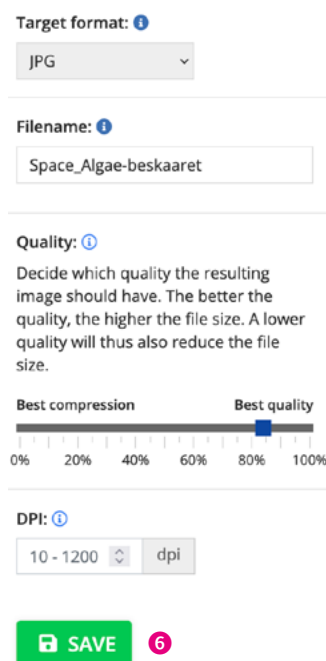 Target format:
JPG
Filename:
Space_Algae-beskaaret
Quality:
Decide which quality the resulting
image should have. The better the
quality, the higher the file size. A lower
quality will thus also reduce the file
size.
Best compression Best quality
0% 20% 40% 60% 80% 100%
DPI:
10 - 1200 dpi
SAVE 6